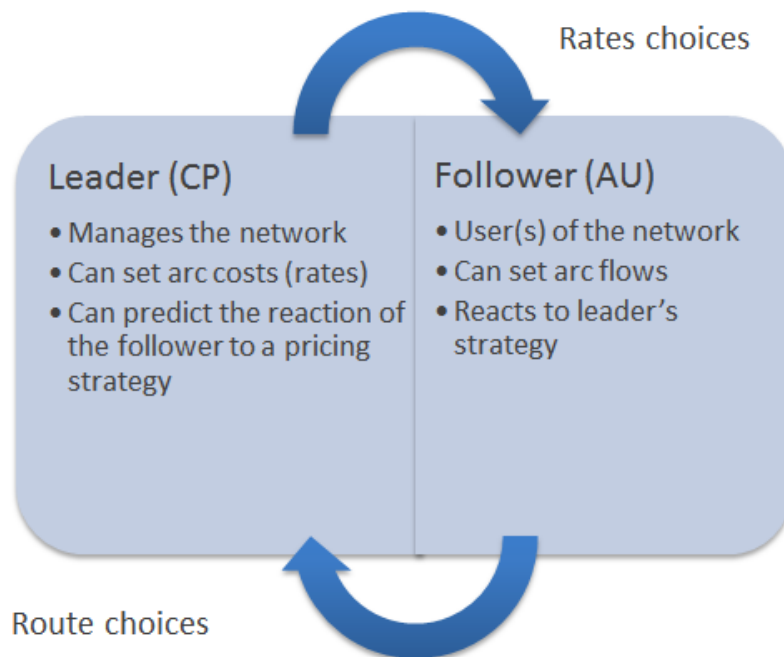 Rates choices
Leader (CP)
• Manages the network
• Can set arc costs (rates)
• Can predict the reaction of
the follower to a pricing
strategy
Follower (AU)
• User(s) of the network
• Can set arc flows
• Reacts to leader’s
strategy
Route choices